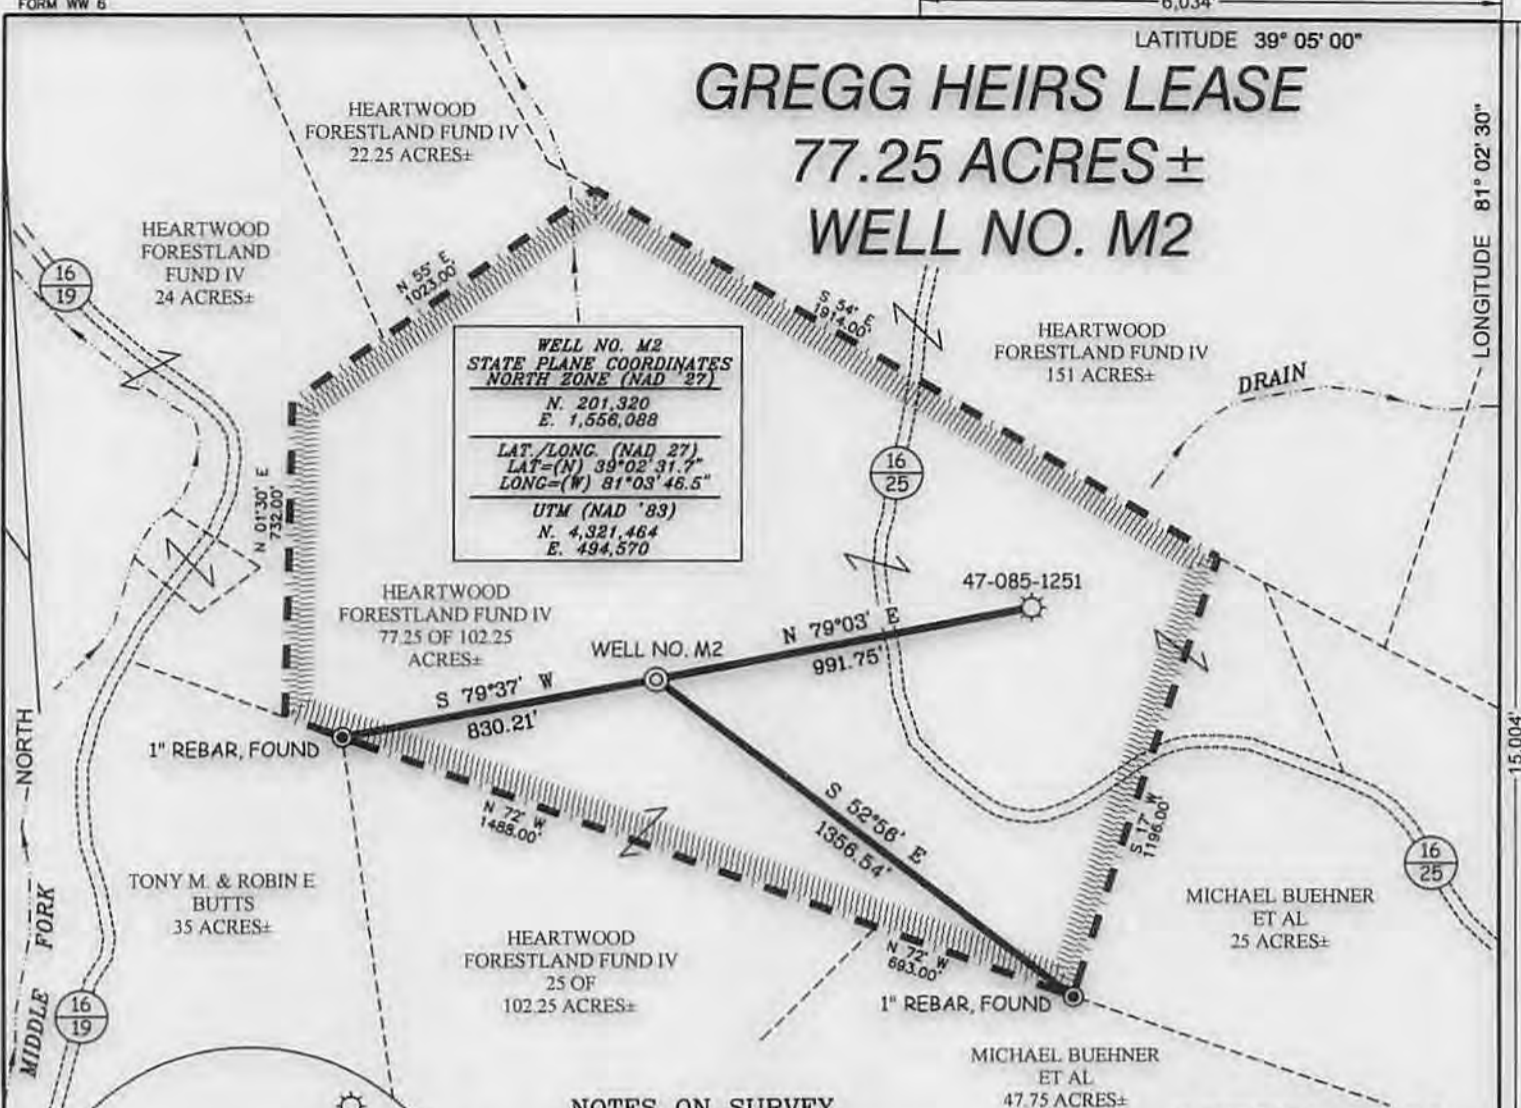 FORM WW 6
6,034'
LATITUDE 39° 05' 00"
GREGG HEIRS LEASE
77.25 ACRES±
WELL NO. M2
LONGITUDE 81° 02' 30"
HEARTWOOD
FORESTLAND FUND IV
22.25 ACRES±
HEARTWOOD
FORESTLAND
FUND IV
24 ACRES±
16
19
N 55° E,
1023.00'
S 54° E
1914.00'
HEARTWOOD
FORESTLAND FUND IV
151 ACRES±
DRAIN
WELL NO. M2
STATE PLANE COORDINATES
NORTH ZONE (NAD 27)
N. 201,320
E. 1,556,088
LAT./LONG. (NAD 27)
LAT=(N) 39°02'31.7"
LONG=(W) 81°03'46.5"
UTM (NAD '83)
N. 4,321,464
E. 494,570
16
25
N 01°30' E
732.00'
47-085-1251
HEARTWOOD
FORESTLAND FUND IV
77.25 OF 102.25
ACRES±
WELL NO. M2
N 79°03' E
991.75'
S 79°37' W
830.21'
1" REBAR, FOUND
NORTH
15,004'
S 52°56' E
1356.54'
S 17° W
1196.00'
N 72° W
1488.00'
16
25
TONY M. & ROBIN E
BUTTS
35 ACRES±
MICHAEL BUEHNER
ET AL
25 ACRES±
HEARTWOOD
FORESTLAND FUND IV
25 OF
102.25 ACRES±
N 72° W
693.00'
1" REBAR, FOUND
MIDDLE FORK
16
19
MICHAEL BUEHNER
ET AL
47.75 ACRES±
NOTES ON SURVEY